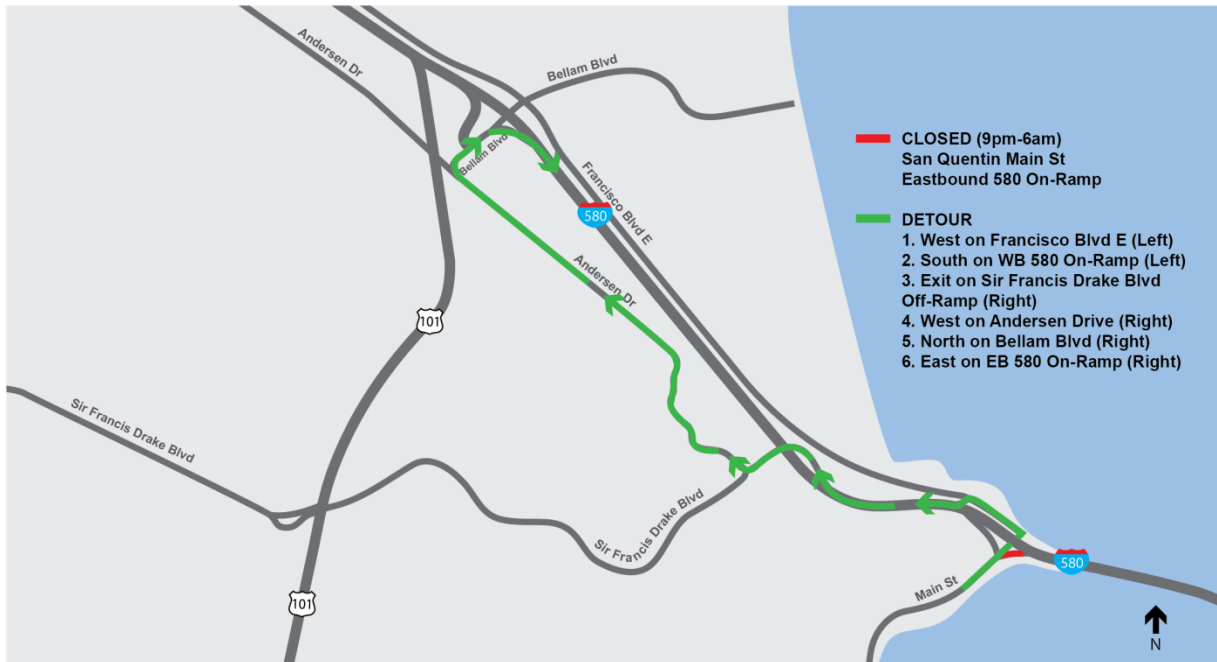 Andersen Dr
Bellam Blvd
Bellam Blvd
CLOSED (9pm-6am)
San Quentin Main St
Eastbound 580 On-Ramp
Francisco Blvd E
580
DETOUR
1. West on Francisco Blvd E (Left)
2. South on WB 580 On-Ramp (Left)
3. Exit on Sir Francis Drake Blvd
Off-Ramp (Right)
4. West on Andersen Drive (Right)
5. North on Bellam Blvd (Right)
6. East on EB 580 On-Ramp (Right)
Andersen Dr
101
Sir Francis Drake Blvd
Sir Francis Drake Blvd
580
Main St
101
N